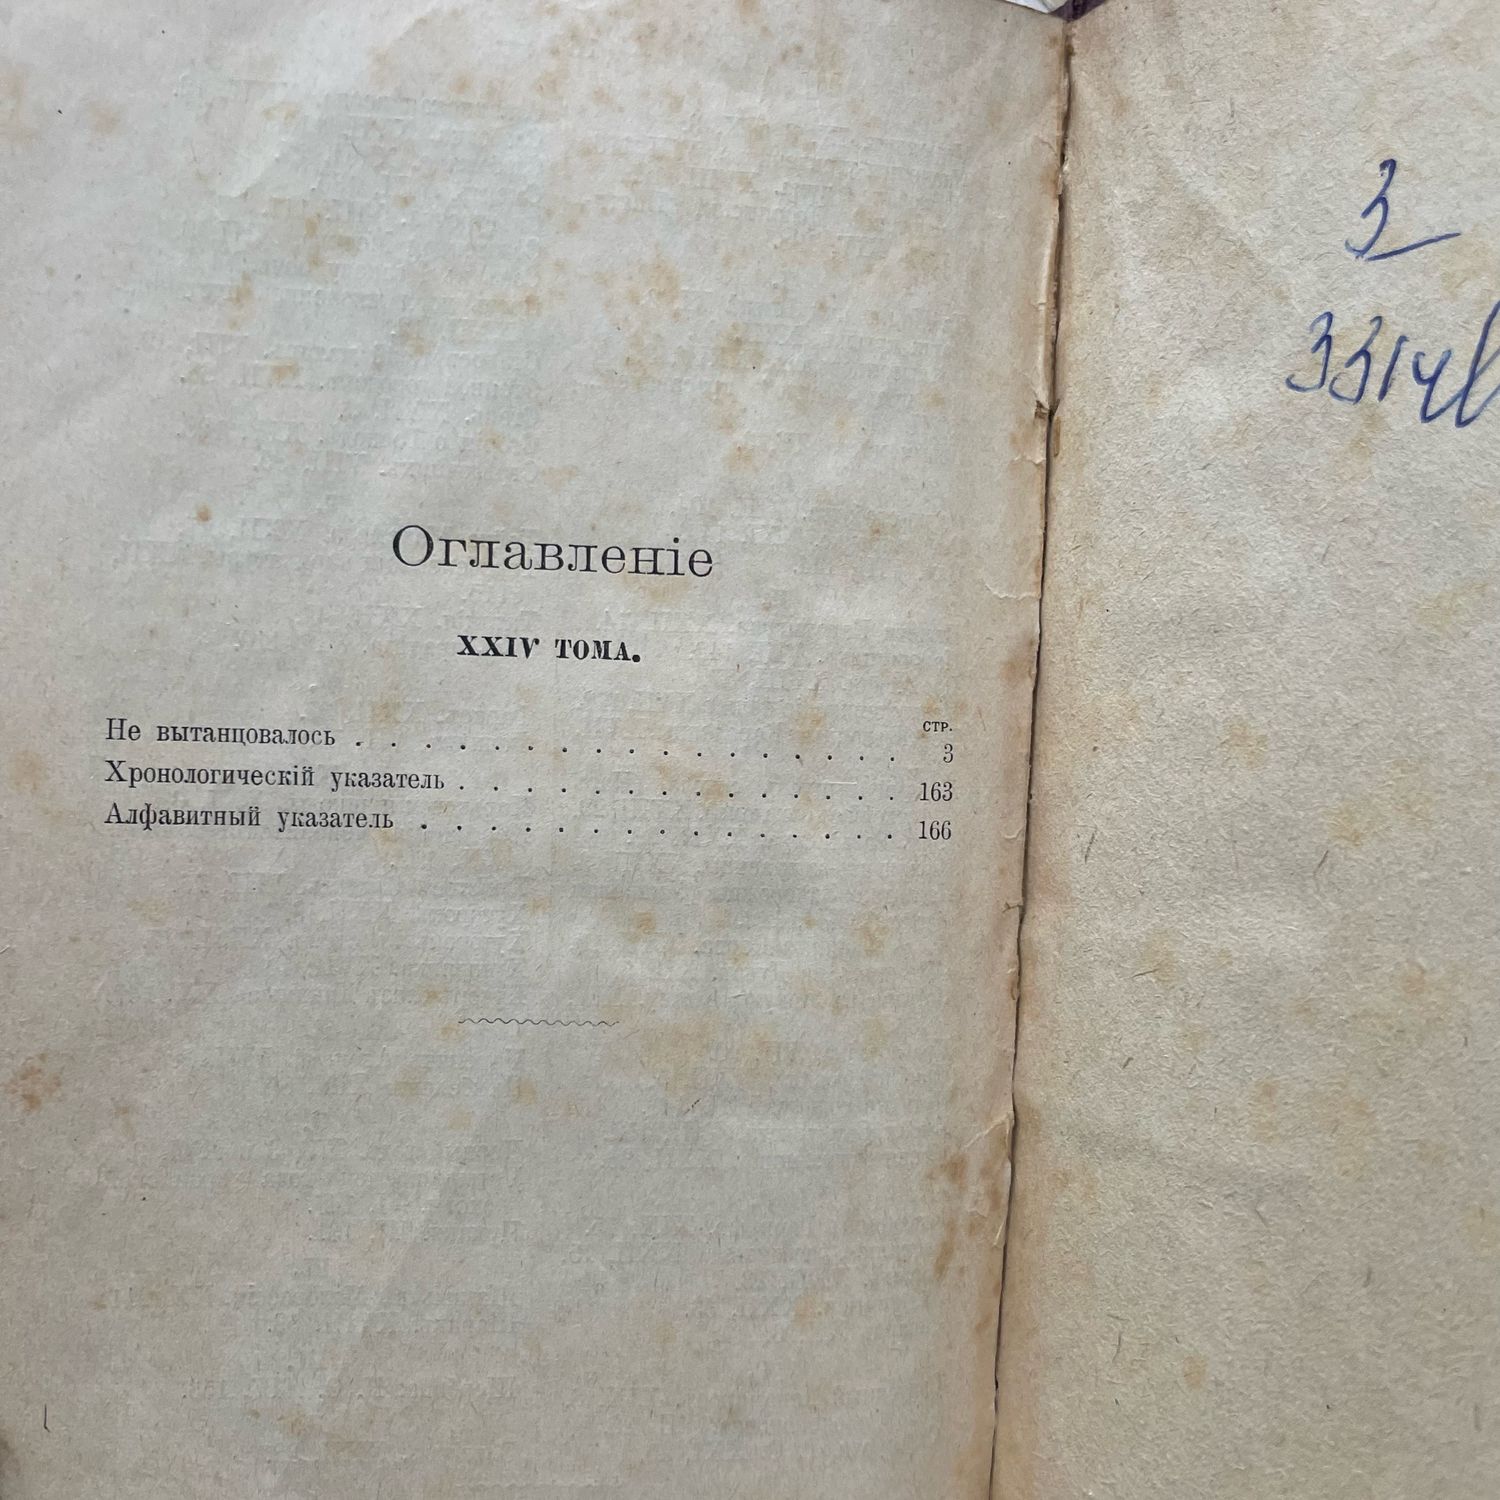 Оглавленіе
XXIV ТОМА.
СТР.
Не вытанцовалось . . . . . . . . . . . . . . . . . 3
Хронологическій указатель . . . . . . . . . . . . . 163
Алфавитный указатель . . . . . . . . . . . . . . . 166
3
3314